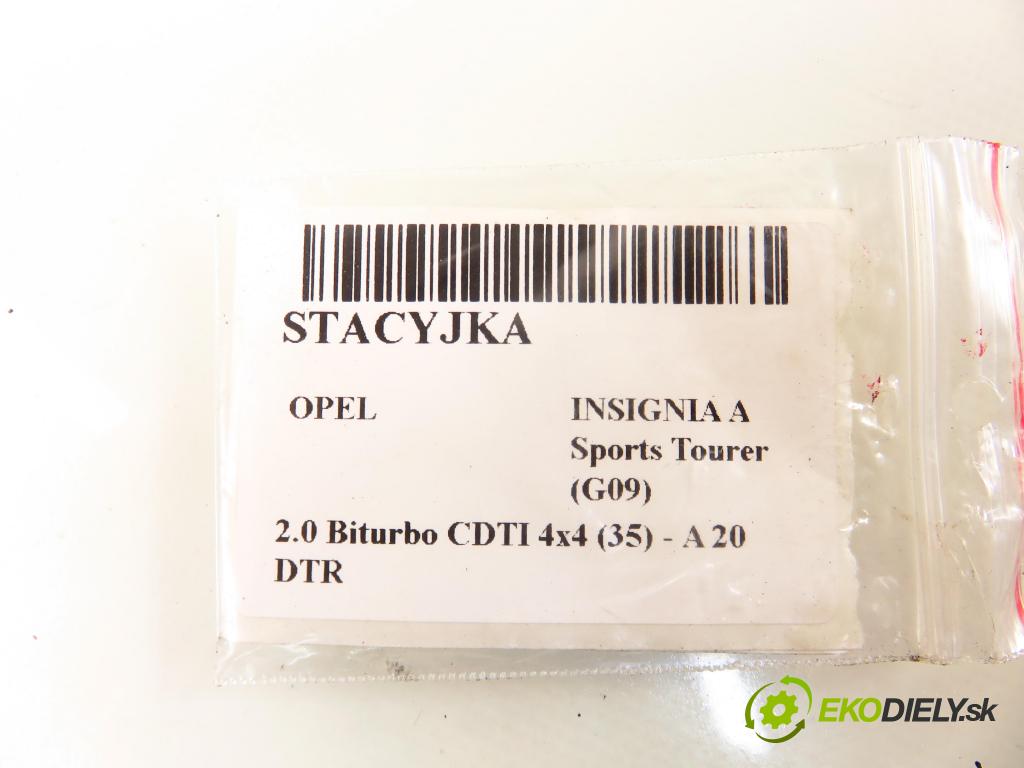 STACYJKA
OPEL
INSIGNIA A
Sports Tourer
(G09)
2.0 Biturbo CDTI 4x4 (35) - A 20
DTR
EKODIELY.sk